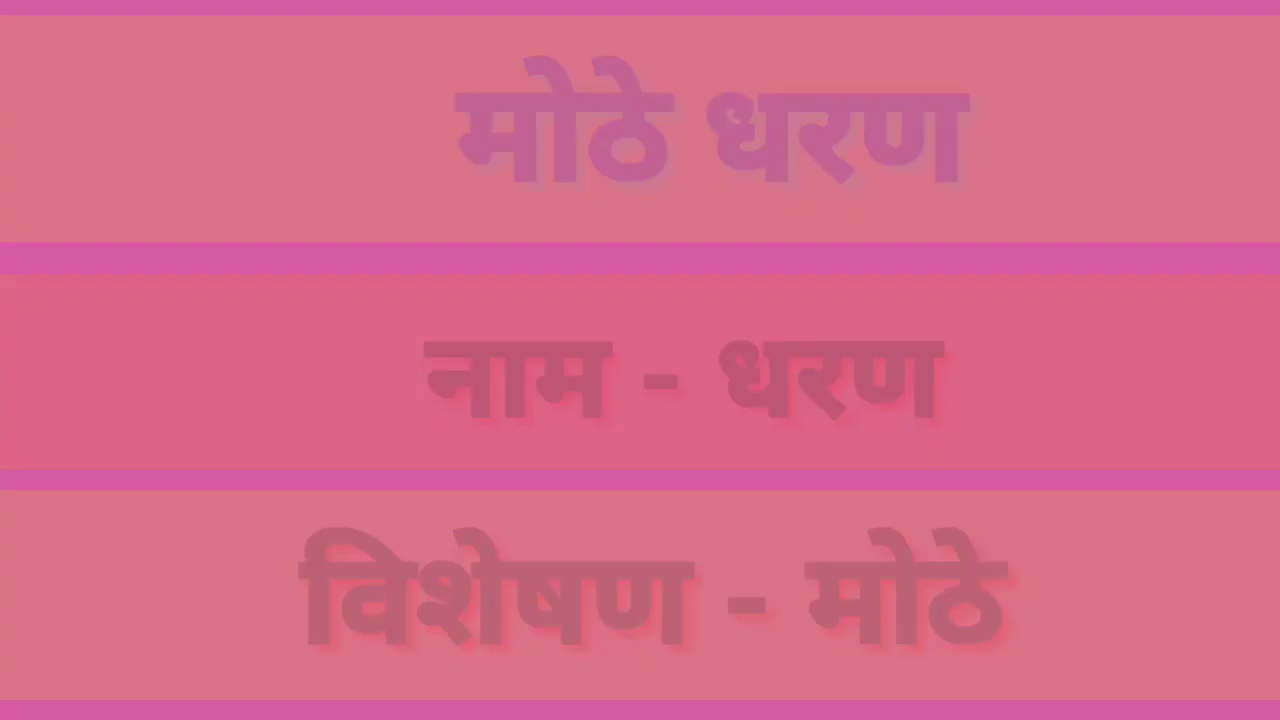 मोठे धरण
नाम - धरण
विशेषण - मोठे